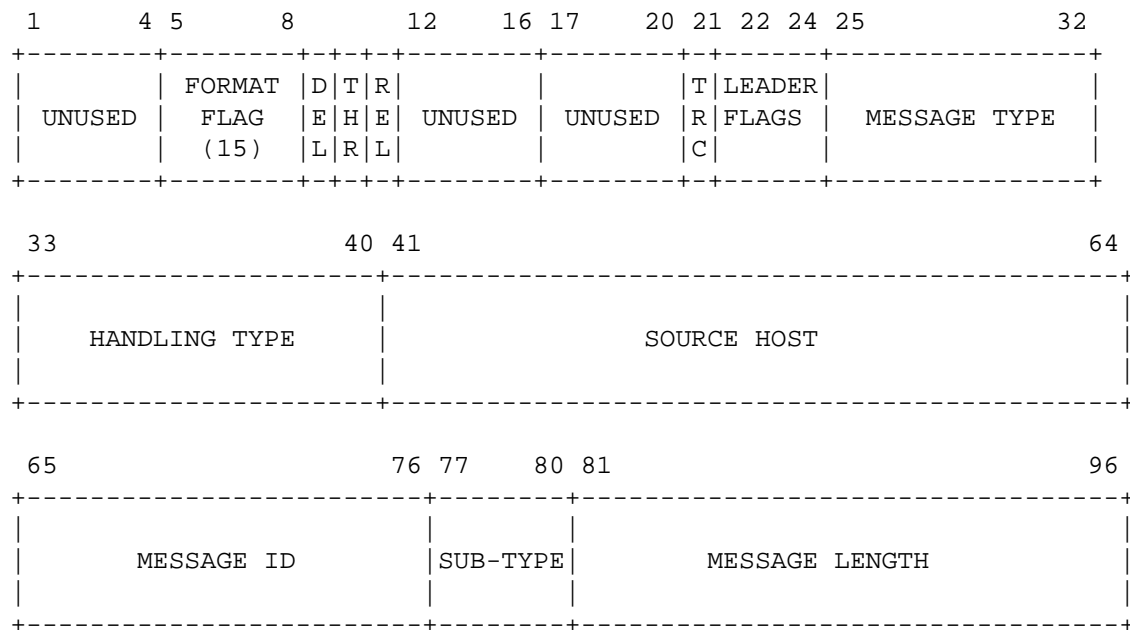 1      4 5      8         12     16 17    20 21 22 24 25            32
+--------+--------+-+-+-+--------+--------+-+------+---------------+
|        | FORMAT |D|T|R|        |        |T|LEADER|               |
| UNUSED |  FLAG  |E|H|E| UNUSED | UNUSED |R|FLAGS | MESSAGE TYPE  |
|        |  (15)  |L|R|L|        |        |C|      |               |
+--------+--------+-+-+-+--------+--------+-+------+---------------+
33                  40 41                                        64
+---------------------+--------------------------------------------+
|                     |                                            |
|    HANDLING TYPE    |               SOURCE HOST                  |
|                     |                                            |
+---------------------+--------------------------------------------+
65                     76 77     80 81                           96
+------------------------+--------+--------------------------------+
|                        |        |                                |
|       MESSAGE ID       |SUB-TYPE|        MESSAGE LENGTH          |
|                        |        |                                |
+------------------------+--------+--------------------------------+